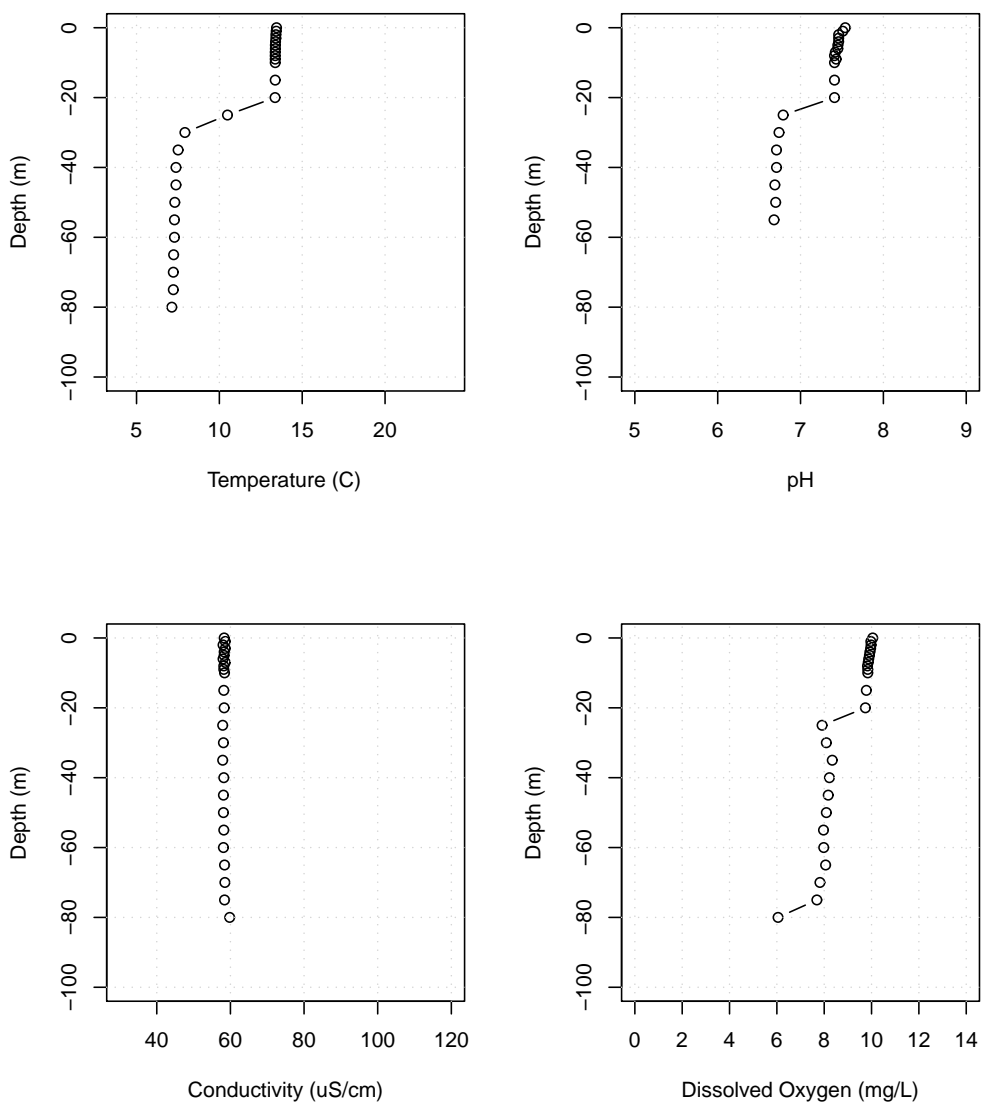 0
−20
−40
−60
−80
−100
Depth (m)
5 10 15 20
Temperature (C)
0
−20
−40
−60
−80
−100
Depth (m)
5 6 7 8 9
pH
0
−20
−40
−60
−80
−100
Depth (m)
40 60 80 100 120
Conductivity (uS/cm)
0
−20
−40
−60
−80
−100
Depth (m)
0 2 4 6 8 10 12 14
Dissolved Oxygen (mg/L)